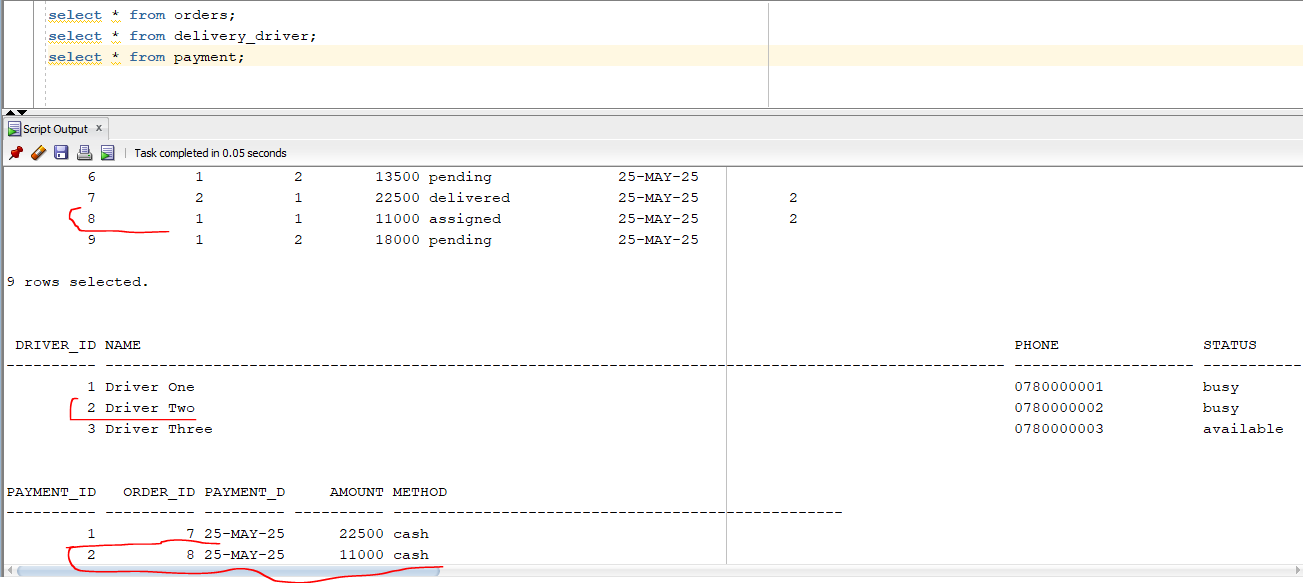 select * from orders;
select * from delivery_driver;
select * from payment;
Script Output x
Task completed in 0.05 seconds
6 1 2 13500 pending 25-MAY-25
7 2 1 22500 delivered 25-MAY-25 2
8 1 1 11000 assigned 25-MAY-25 2
9 1 2 18000 pending 25-MAY-25
9 rows selected.
DRIVER_ID NAME PHONE STATUS
---------- ---------------------------------------------------------------------------------------------------- -------------------- -----------
1 Driver One 0780000001 busy
2 Driver Two 0780000002 busy
3 Driver Three 0780000003 available
PAYMENT_ID ORDER_ID PAYMENT_D AMOUNT METHOD
---------- ---------- --------- ---------- --------------------------------------------------
1 7 25-MAY-25 22500 cash
2 8 25-MAY-25 11000 cash